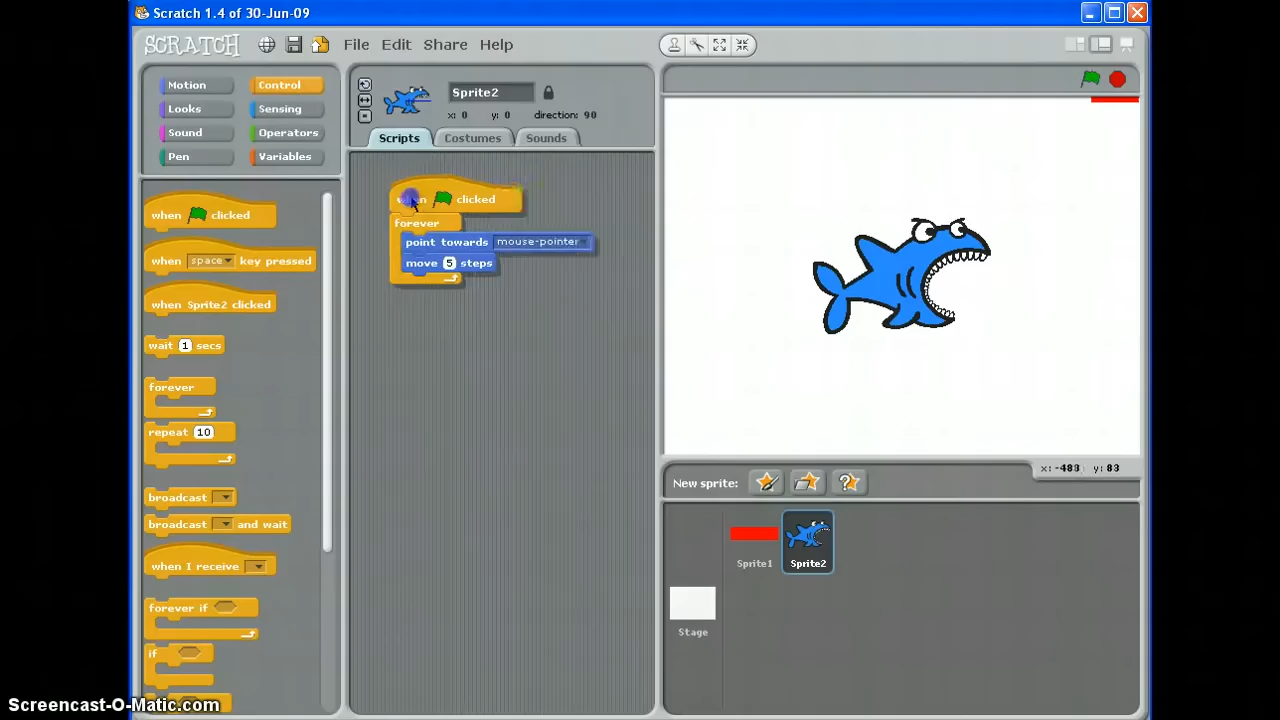 Scratch 1.4 of 30-Jun-09
SCRATCH File Edit Share Help
Motion Control
Looks Sensing
Sound Operators
Pen Variables
Sprite2
x: 0 y: 0 direction: 90
Scripts Costumes Sounds
when clicked
when space key pressed
when Sprite2 clicked
wait 1 secs
forever
repeat 10
broadcast
broadcast and wait
when I receive
forever if
if
clicked
forever
point towards mouse-pointer
move 5 steps
x: -483 y: 83
New sprite:
Sprite1 Sprite2
Stage
Screencast-O-Matic.com